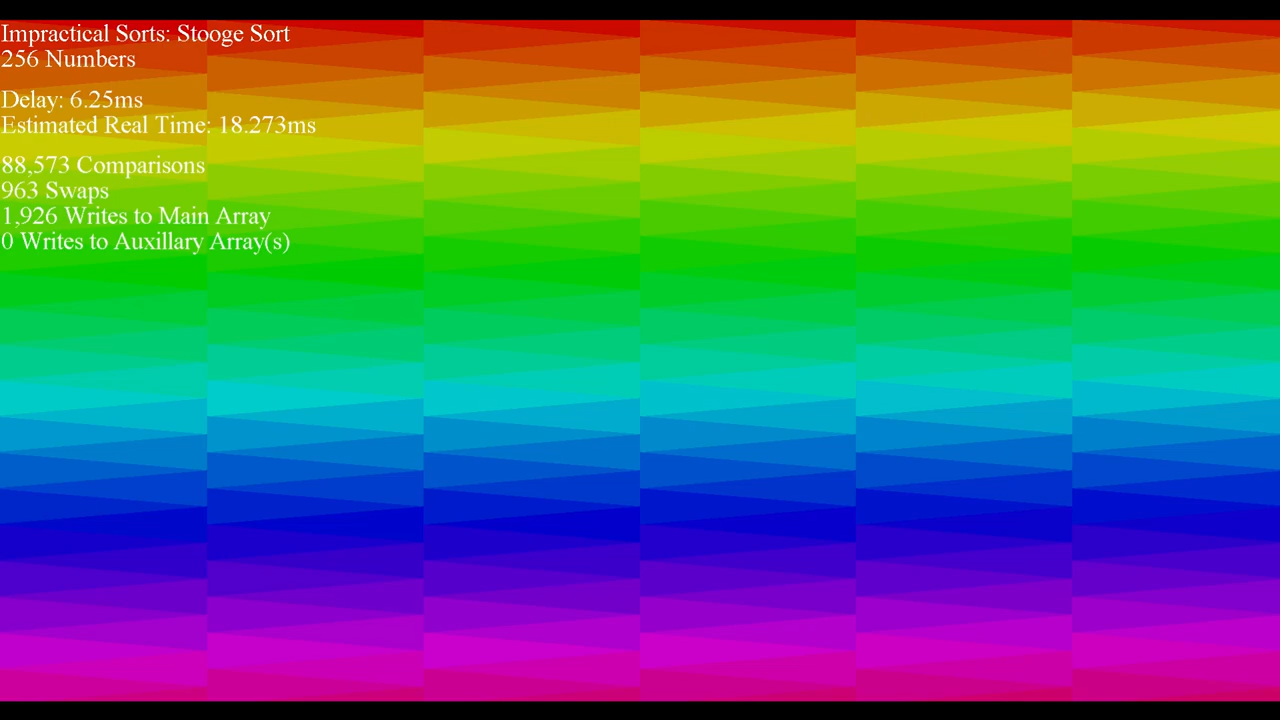 Impractical Sorts: Stooge Sort
256 Numbers
Delay: 6.25ms
Estimated Real Time: 18.273ms
88,573 Comparisons
963 Swaps
1,926 Writes to Main Array
0 Writes to Auxillary Array(s)